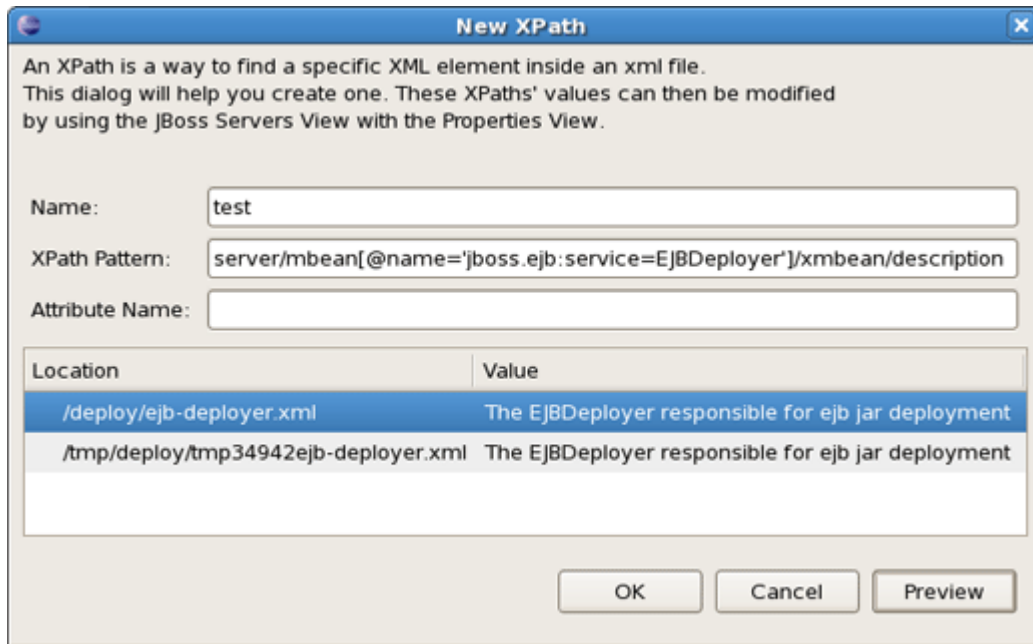 New XPath
An XPath is a way to find a specific XML element inside an xml file.
This dialog will help you create one. These XPaths' values can then be modified
by using the JBoss Servers View with the Properties View.
Name: test
XPath Pattern: server/mbean[@name='jboss.ejb:service=EJBDeployer']/xmbean/description
Attribute Name:
Location Value
/deploy/ejb-deployer.xml The EJBDeployer responsible for ejb jar deployment
/tmp/deploy/tmp34942ejb-deployer.xml The EJBDeployer responsible for ejb jar deployment
OK Cancel Preview